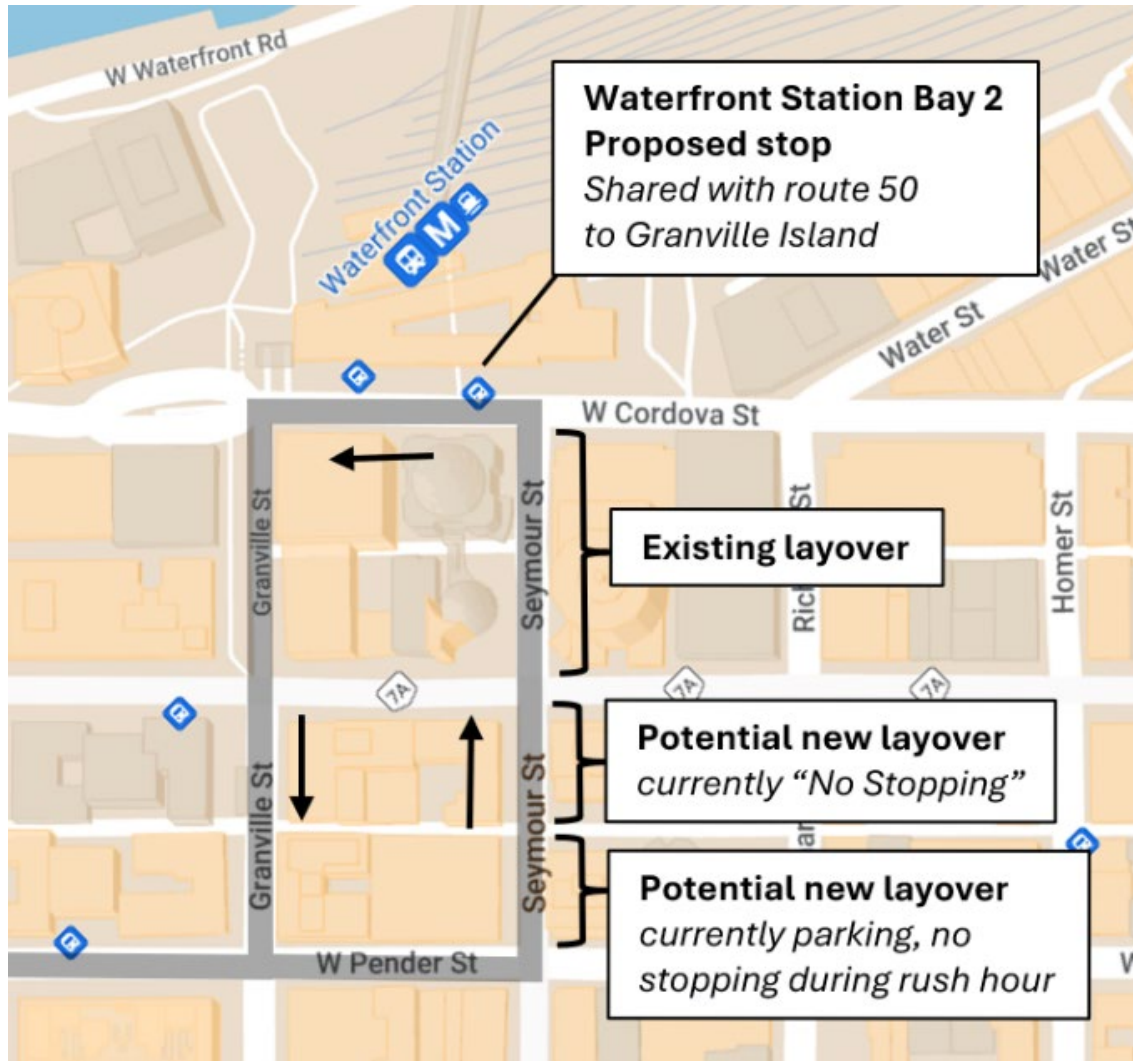 W Waterfront Rd
Waterfront Station Bay 2
Proposed stop
Shared with route 50
to Granville Island
Waterfront Station
M
Water St
Water St
W Cordova St
Existing layover
Granville St
Seymour St
Homer St
7A
7A
7A
Potential new layover
currently “No Stopping”
Granville St
Seymour St
Potential new layover
currently parking, no
stopping during rush hour
W Pender St
W